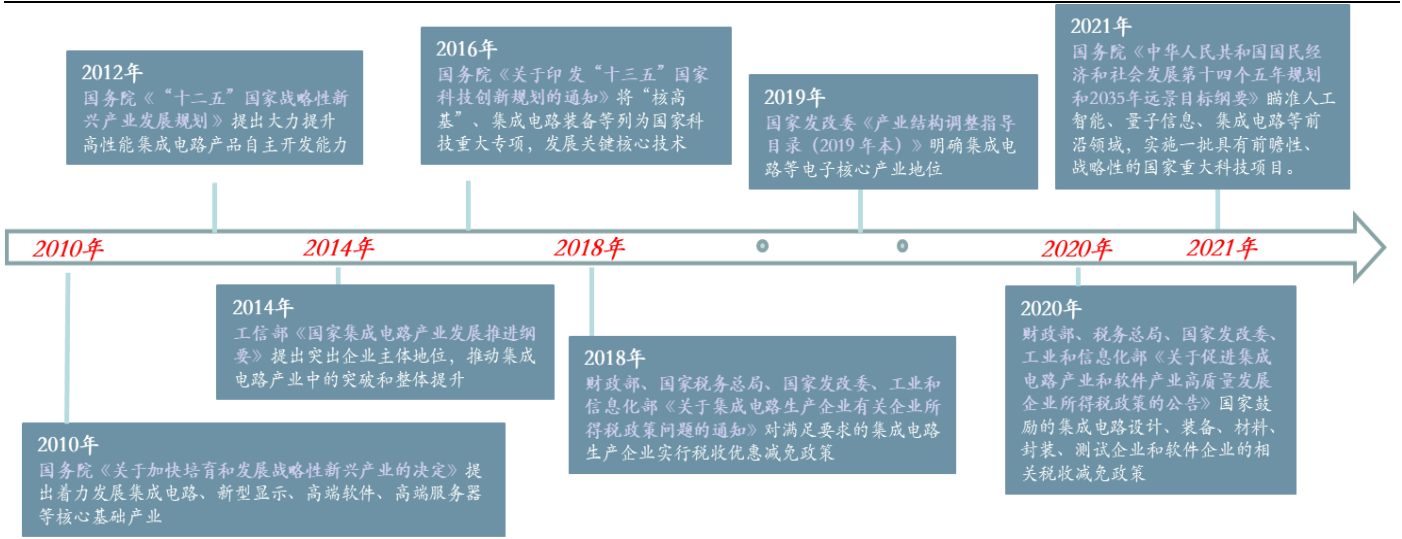 2012年
国务院《“十二五”国家战略性新
兴产业发展规划》提出大力提升
高性能集成电路产品自主开发能力
2016年
国务院《关于印 发“十三五”国家
科技创新规划的通知》将“核高
基”、集成电路装备等列为国家科
技重大专项，发展关键核心技术
2019年
国家发改委《产业结构调整指导
目录（2019 年本）》明确集成电
路等电子核心产业地位
2021年
国务院《中华人民共和国国民经
济和社会发展第十四个五年规划
和2035年远景目标纲要》瞄准人工
智能、量子信息、集成电路等前
沿领域，实施一批具有前瞻性、
战略性的国家重大科技项目。
2010年
2014年
2018年
2020年
2021年
2010年
国务院《关于加快培育和发展战略性新兴产业的决定》提
出着力发展集成电路、新型显示、高端软件、高端服务器
等核心基础产业
2014年
工信部《国家集成电路产业发展推进纲
要》提出突出企业主体地位，推动集成
电路产业中的突破和整体提升
2018年
财政部、国家税务总局、国家发改委、工业和
信息化部《关于集成电路生产企业有关企业所
得税政策问题的通知》对满足要求的集成电路
生产企业实行税收优惠减免政策
2020年
财政部、税务总局、国家发改委、
工业和信息化部《关于促进集成
电路产业和软件产业高质量发展
企业所得税政策的公告》国家鼓
励的集成电路设计、装备、材料、
封装、测试企业和软件企业的相
关税收减免政策